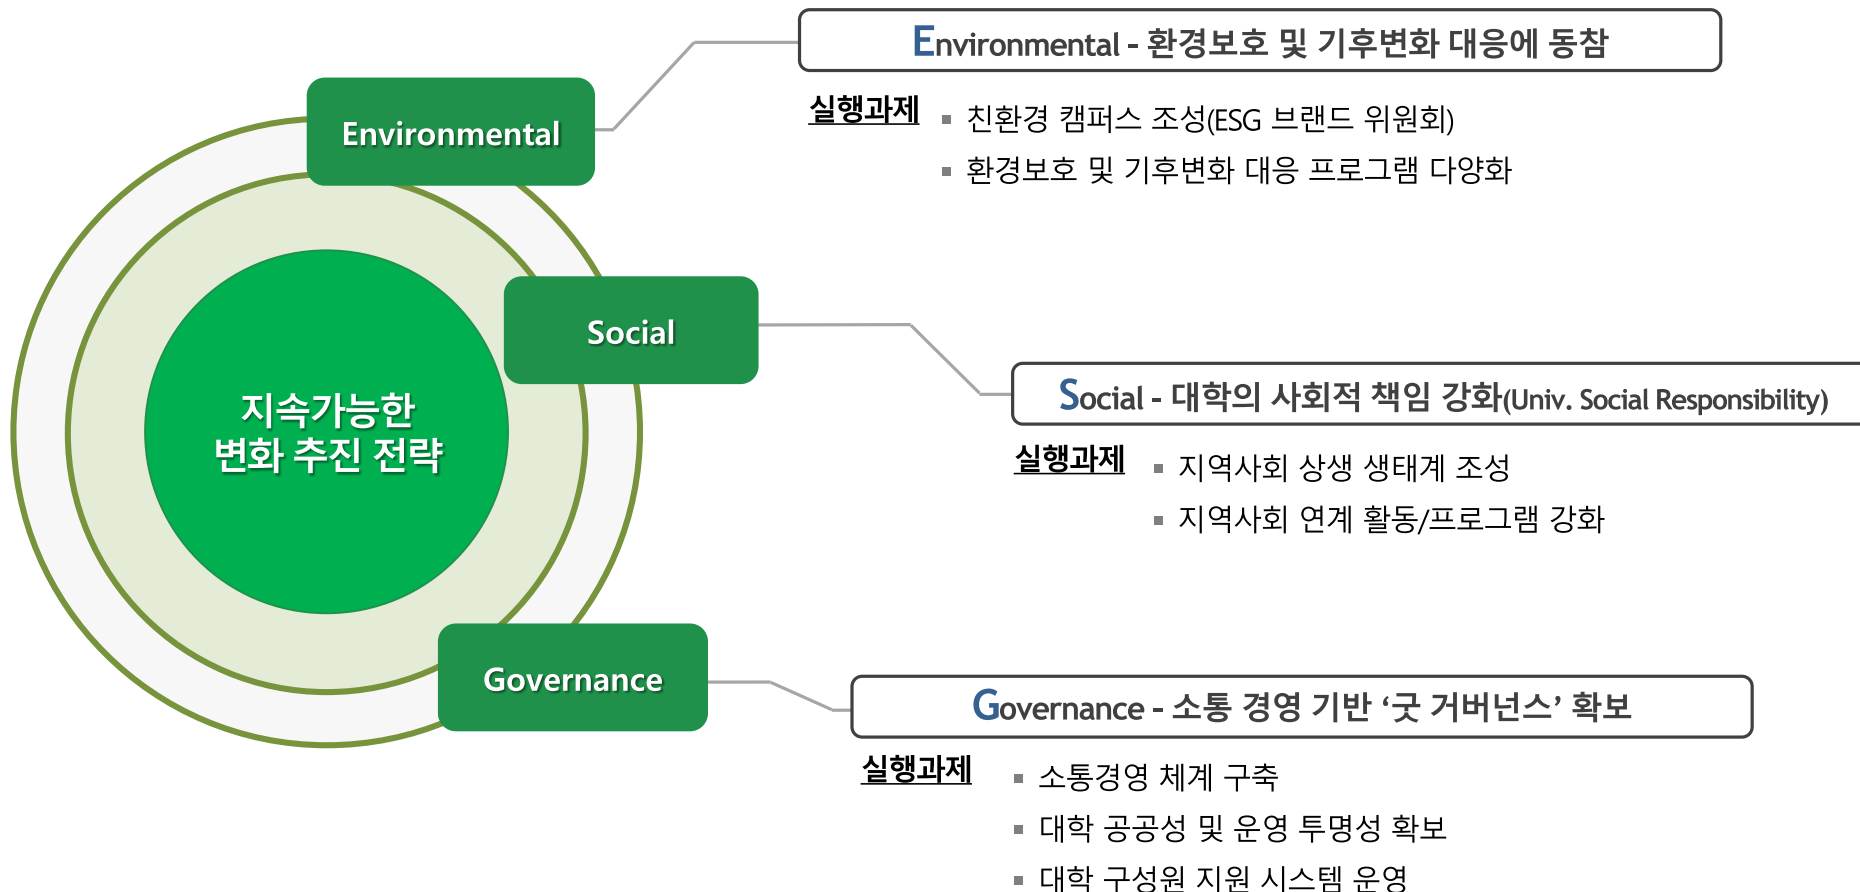 Environmental - 환경보호 및 기후변화 대응에 동참
실행과제
▪ 친환경 캠퍼스 조성(ESG 브랜드 위원회)
▪ 환경보호 및 기후변화 대응 프로그램 다양화
Environmental
Social
Social - 대학의 사회적 책임 강화(Univ. Social Responsibility)
실행과제
▪ 지역사회 상생 생태계 조성
▪ 지역사회 연계 활동/프로그램 강화
지속가능한
변화 추진 전략
Governance
Governance - 소통 경영 기반 ‘굿 거버넌스’ 확보
실행과제
▪ 소통경영 체계 구축
▪ 대학 공공성 및 운영 투명성 확보
▪ 대학 구성원 지원 시스템 운영